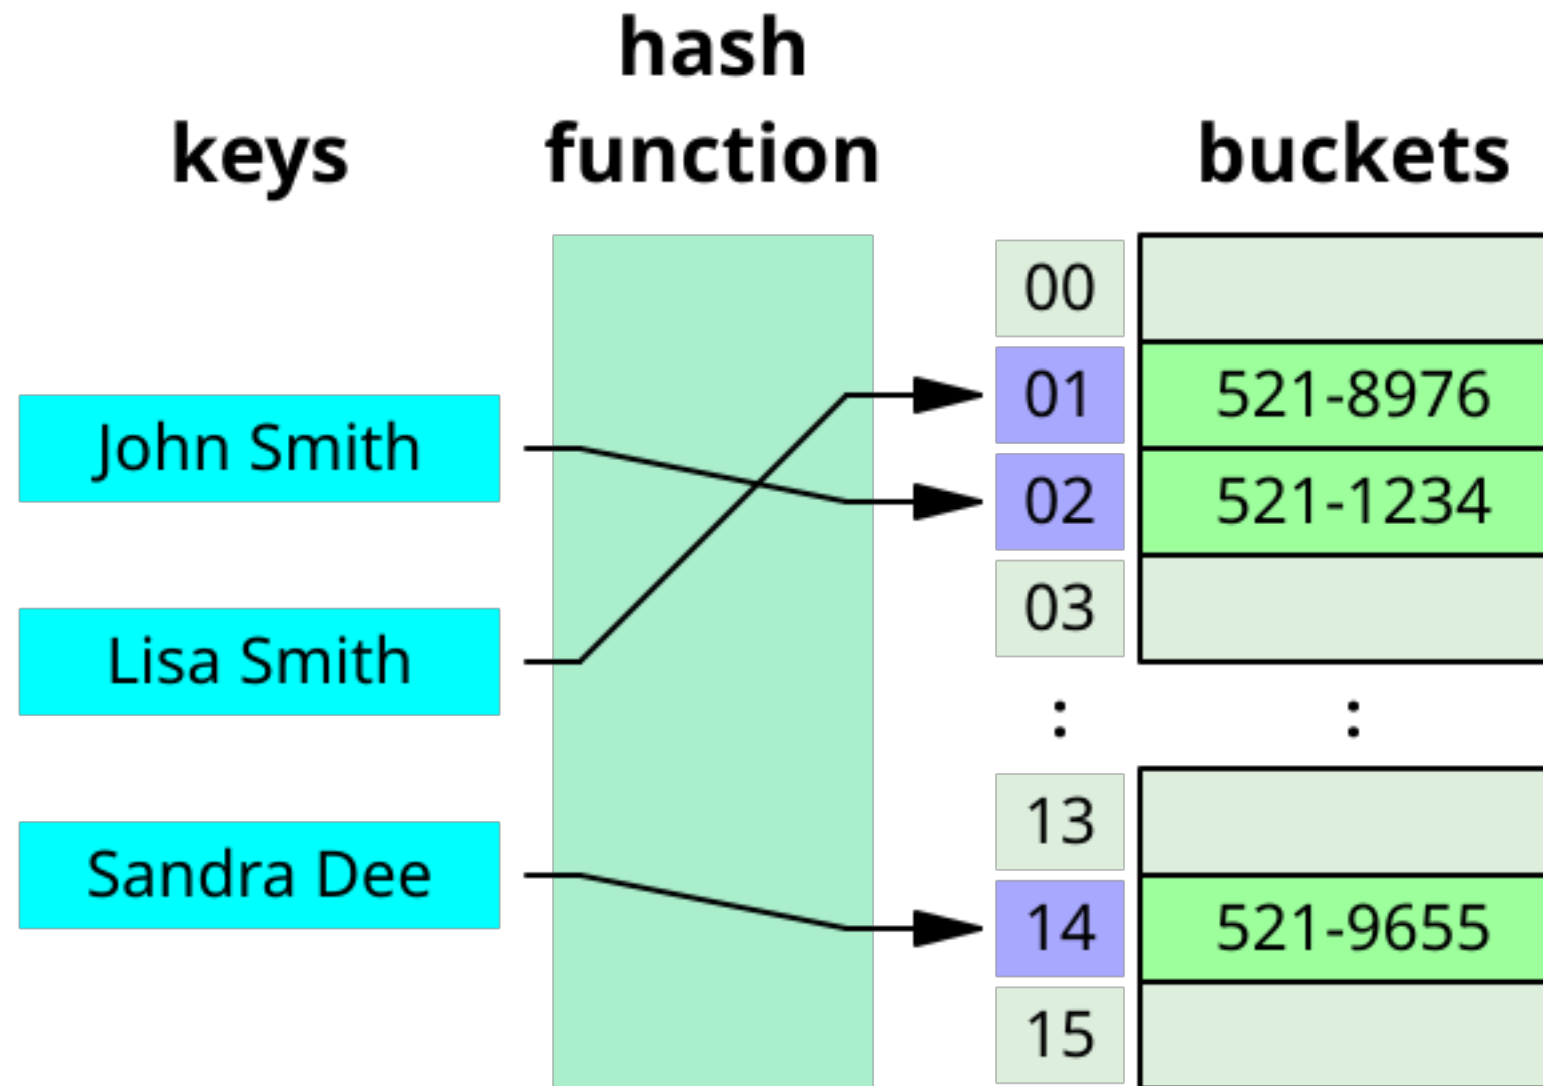 hash
function
keys
buckets
John Smith
Lisa Smith
Sandra Dee
00
01 521-8976
02 521-1234
03
: :
13
14 521-9655
15